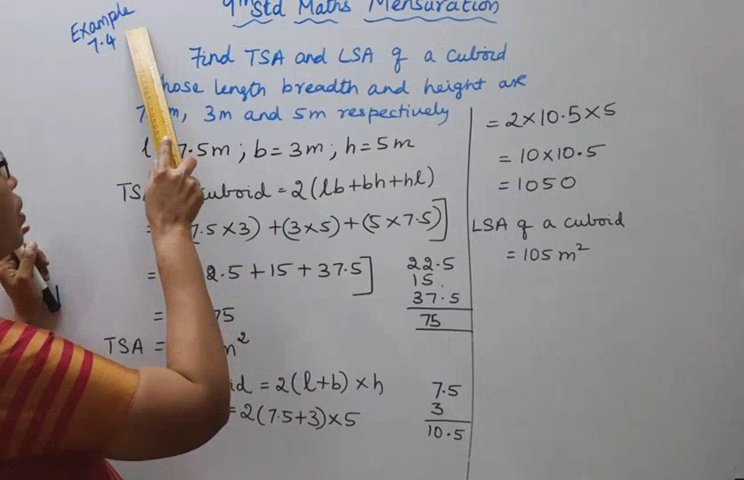 9th Std Maths Mensuration
Example
7.4
Find TSA and LSA of a cuboid
hose length breadth and height are
7 m, 3m and 5m respectively
l 7.5m ; b = 3m ; h = 5m
TSA cuboid = 2(lb+bh+hl)
= 7.5 × 3) + (3×5) + (5 × 7.5)]
= 2.5 + 15 + 37.5]
= 75
TSA = m²
id = 2(l+b) × h
= 2(7.5+3) × 5
22.5
15.
37.5
75
7.5
3
10.5
= 2 × 10.5 × 5
= 10 × 10.5
= 1050
LSA of a cuboid
= 105 m²